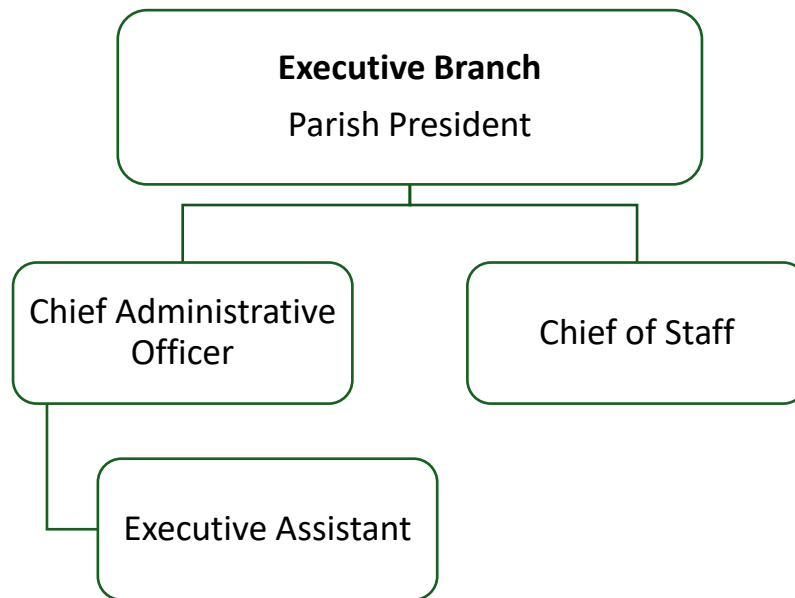 Executive Branch
Parish President
Chief Administrative
Officer
Chief of Staff
Executive Assistant